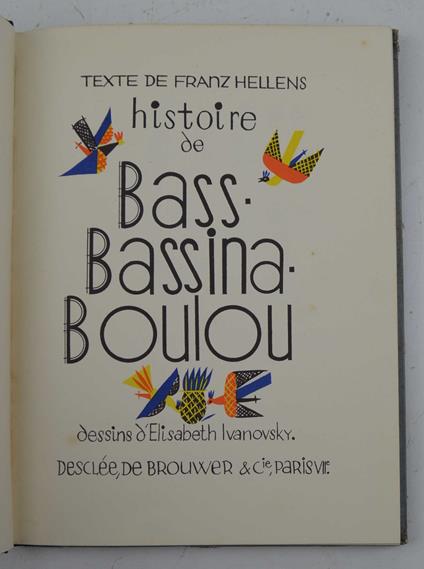 TEXTE DE FRANZ HELLENS
histoire
de
Bass-
Bassina-
Boulou
dessins d'Elisabeth Ivanovsky.
DESCLÉE, DE BROUWER & Cie, PARIS VIIe.